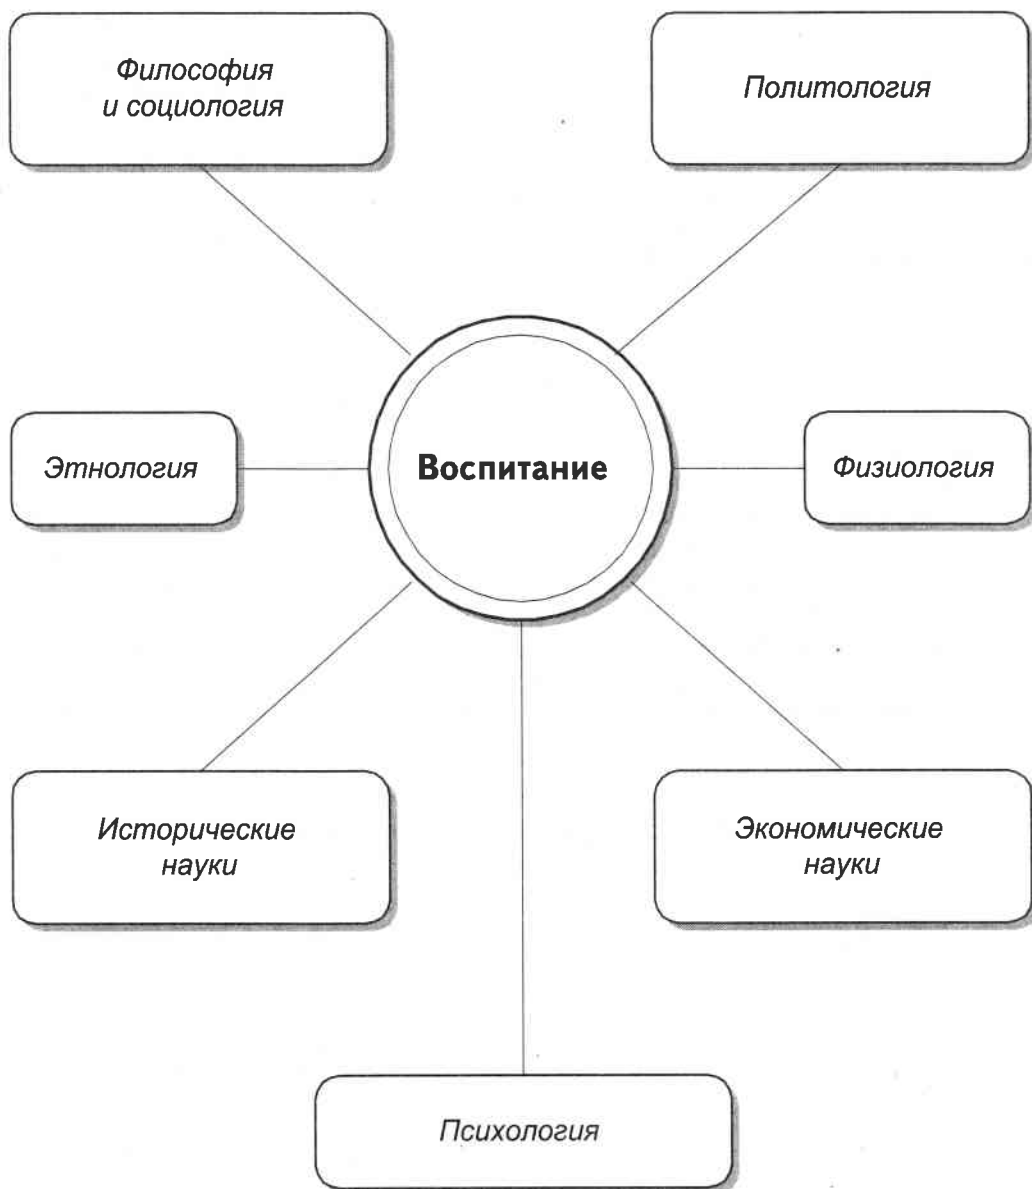 Философия
и социология
Политология
Этнология
Воспитание
Физиология
Исторические
науки
Экономические
науки
Психология